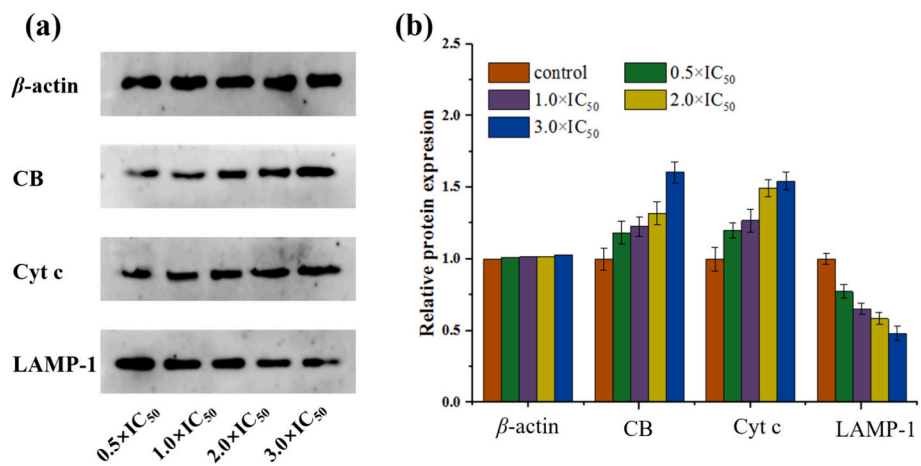 (a)
β-actin
CB
Cyt c
LAMP-1
0.5×IC₅₀
1.0×IC₅₀
2.0×IC₅₀
3.0×IC₅₀
(b)
Relative protein expresion
2.5
2.0
1.5
1.0
0.5
0.0
control
0.5×IC₅₀
1.0×IC₅₀
2.0×IC₅₀
3.0×IC₅₀
β-actin
CB
Cyt c
LAMP-1